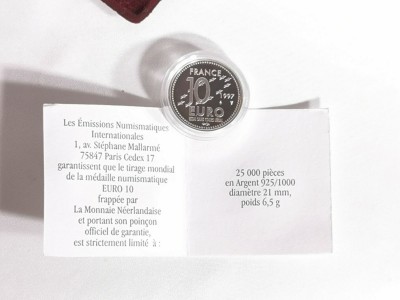 FRANCE
10
1997
EURO
Les Émissions Numismatiques
Internationales
1, av. Stéphane Mallarmé
75847 Paris Cedex 17
garantissent que le tirage mondial
de la médaille numismatique
EURO 10
frappée par
La Monnaie Néerlandaise
et portant son poinçon
officiel de garantie,
est strictement limité à :
25 000 pièces
en Argent 925/1000
diamètre 21 mm,
poids 6,5 g